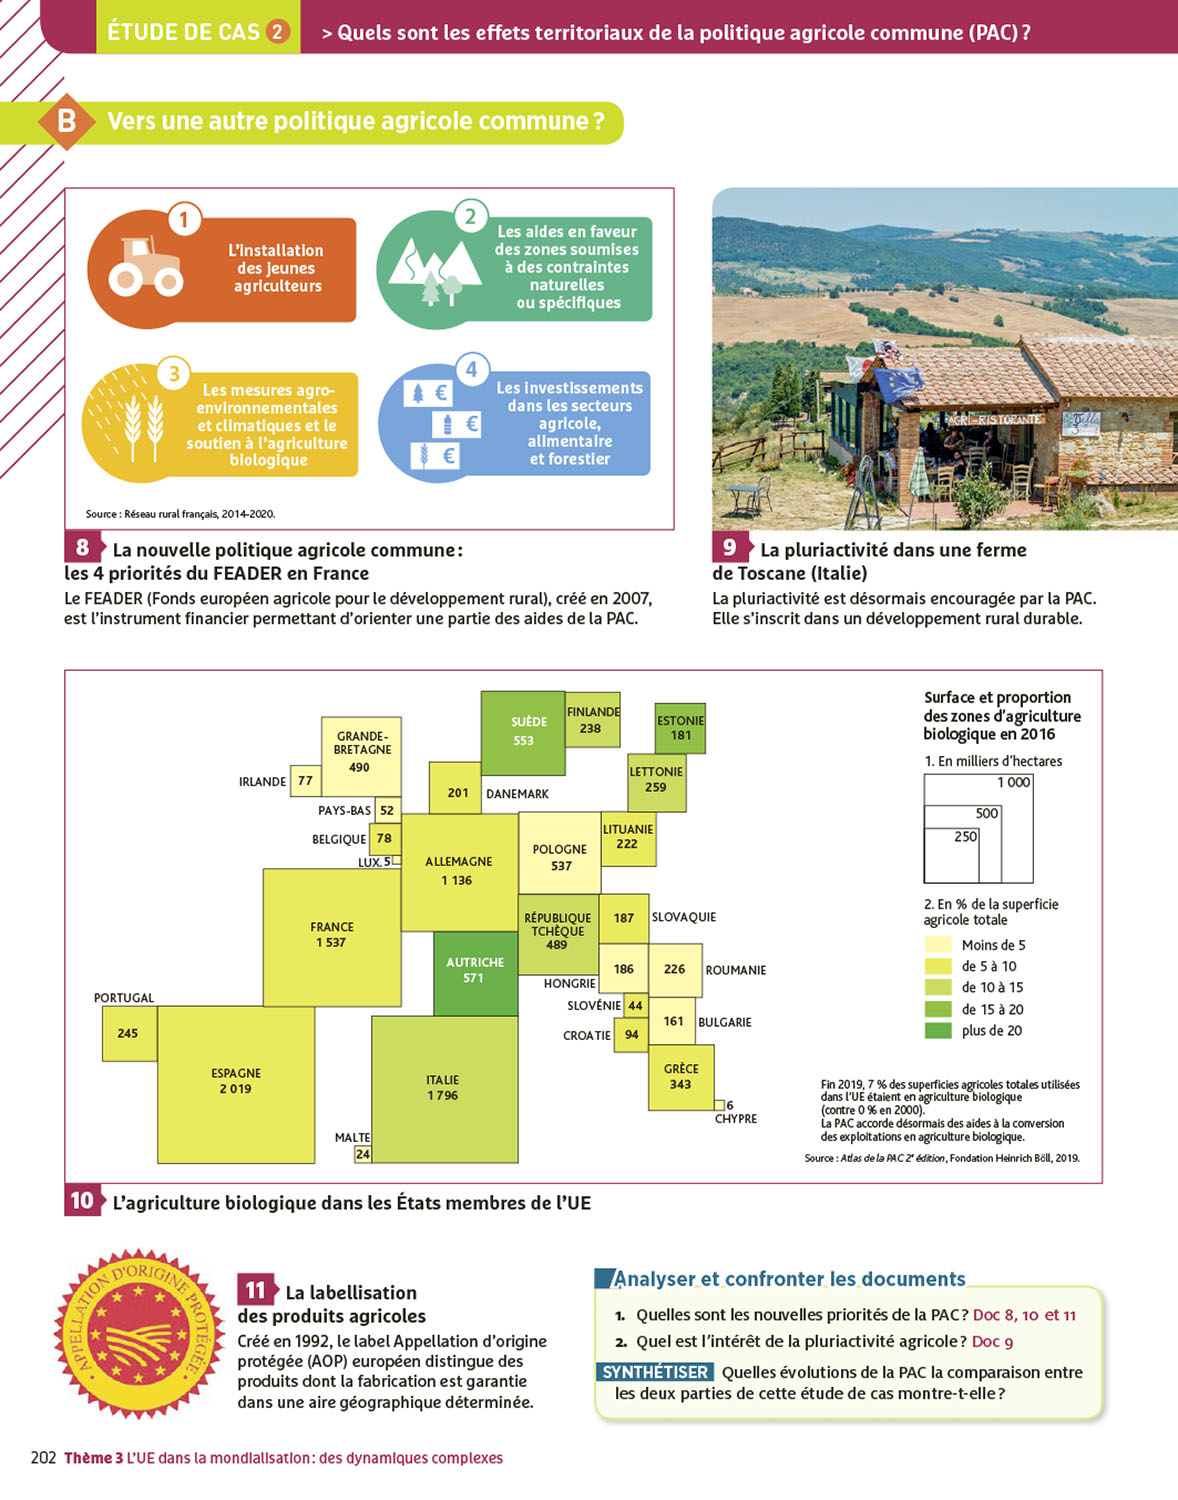 ÉTUDE DE CAS 2
> Quels sont les effets territoriaux de la politique agricole commune (PAC) ?
B
Vers une autre politique agricole commune ?
1
L'installation
des jeunes
agriculteurs
2
Les aides en faveur
des zones soumises
à des contraintes
naturelles
ou spécifiques
3
Les mesures agro-
environnementales
et climatiques et le
soutien à l'agriculture
biologique
4
€
€
€
Les investissements
dans les secteurs
agricole,
alimentaire
et forestier
Source : Réseau rural français, 2014-2020.
8 La nouvelle politique agricole commune :
les 4 priorités du FEADER en France
Le FEADER (Fonds européen agricole pour le développement rural), créé en 2007,
est l'instrument financier permettant d'orienter une partie des aides de la PAC.
AGRI-RISTORANTE
9 La pluriactivité dans une ferme
de Toscane (Italie)
La pluriactivité est désormais encouragée par la PAC.
Elle s'inscrit dans un développement rural durable.
SUÈDE
553
FINLANDE
238
ESTONIE
181
GRANDE-
BRETAGNE
490
IRLANDE 77
LETTONIE
259
201 DANEMARK
PAYS-BAS 52
BELGIQUE 78
LUX. 5
ALLEMAGNE
1 136
POLOGNE
537
LITUANIE
222
FRANCE
1 537
RÉPUBLIQUE
TCHÈQUE
489
187 SLOVAQUIE
AUTRICHE
571
HONGRIE 186
226 ROUMANIE
SLOVÉNIE 44
CROATIE 94
161 BULGARIE
PORTUGAL
245
ESPAGNE
2 019
ITALIE
1 796
GRÈCE
343
6
CHYPRE
MALTE
24
Surface et proportion
des zones d'agriculture
biologique en 2016
1. En milliers d'hectares
1 000
500
250
2. En % de la superficie
agricole totale
Moins de 5
de 5 à 10
de 10 à 15
de 15 à 20
plus de 20
Fin 2019, 7 % des superficies agricoles totales utilisées
dans l'UE étaient en agriculture biologique
(contre 0 % en 2000).
La PAC accorde désormais des aides à la conversion
des exploitations en agriculture biologique.
Source : Atlas de la PAC 2e édition, Fondation Heinrich Böll, 2019.
10 L'agriculture biologique dans les États membres de l'UE
APPELLATION D'ORIGINE PROTÉGÉE
11 La labellisation
des produits agricoles
Créé en 1992, le label Appellation d'origine
protégée (AOP) européen distingue des
produits dont la fabrication est garantie
dans une aire géographique déterminée.
Analyser et confronter les documents
1. Quelles sont les nouvelles priorités de la PAC ? Doc 8, 10 et 11
2. Quel est l'intérêt de la pluriactivité agricole ? Doc 9
SYNTHÉTISER Quelles évolutions de la PAC la comparaison entre
les deux parties de cette étude de cas montre-t-elle ?
202 Thème 3 L'UE dans la mondialisation : des dynamiques complexes